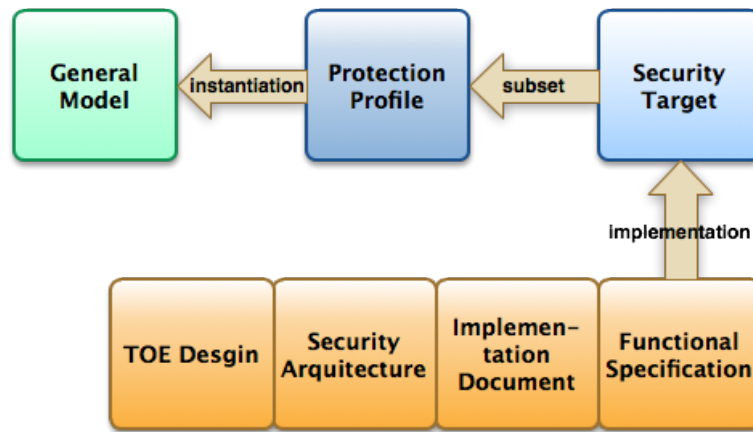 General
Model
instantiation
Protection
Profile
subset
Security
Target
implementation
TOE Desgin
Security
Arquitecture
Implemen-
tation
Document
Functional
Specification